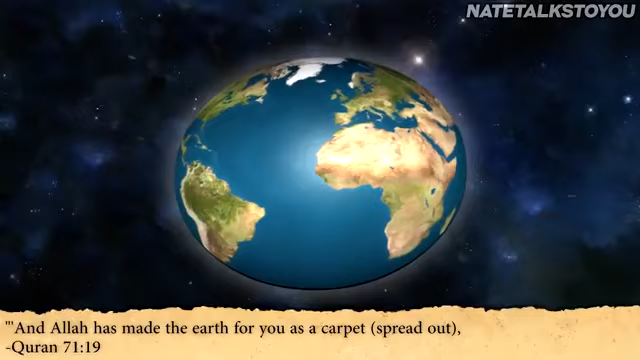 NATETALKSTOYOU
"'And Allah has made the earth for you as a carpet (spread out),
-Quran 71:19